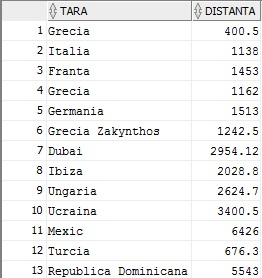 TARA DISTANTA
1 Grecia 400.5
2 Italia 1138
3 Franta 1453
4 Grecia 1162
5 Germania 1513
6 Grecia Zakynthos 1242.5
7 Dubai 2954.12
8 Ibiza 2028.8
9 Ungaria 2624.7
10 Ucraina 3400.5
11 Mexic 6426
12 Turcia 676.3
13 Republica Dominicana 5543